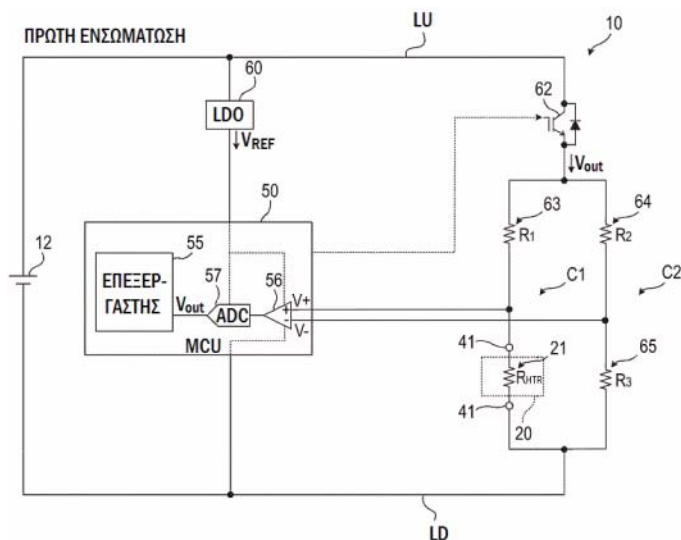 ΠΡΩΤΗ ΕΝΣΩΜΑΤΩΣΗ
LU
10
60
LDO
62
VREF
Vout
50
63
64
R1
R2
12
55
ΕΠΕΞΕΡ-
ΓΑΣΤΗΣ
57
56
C1
C2
Vout
ADC
+
V+
-
V-
MCU
41
21
RHTR
65
R3
41
20
LD